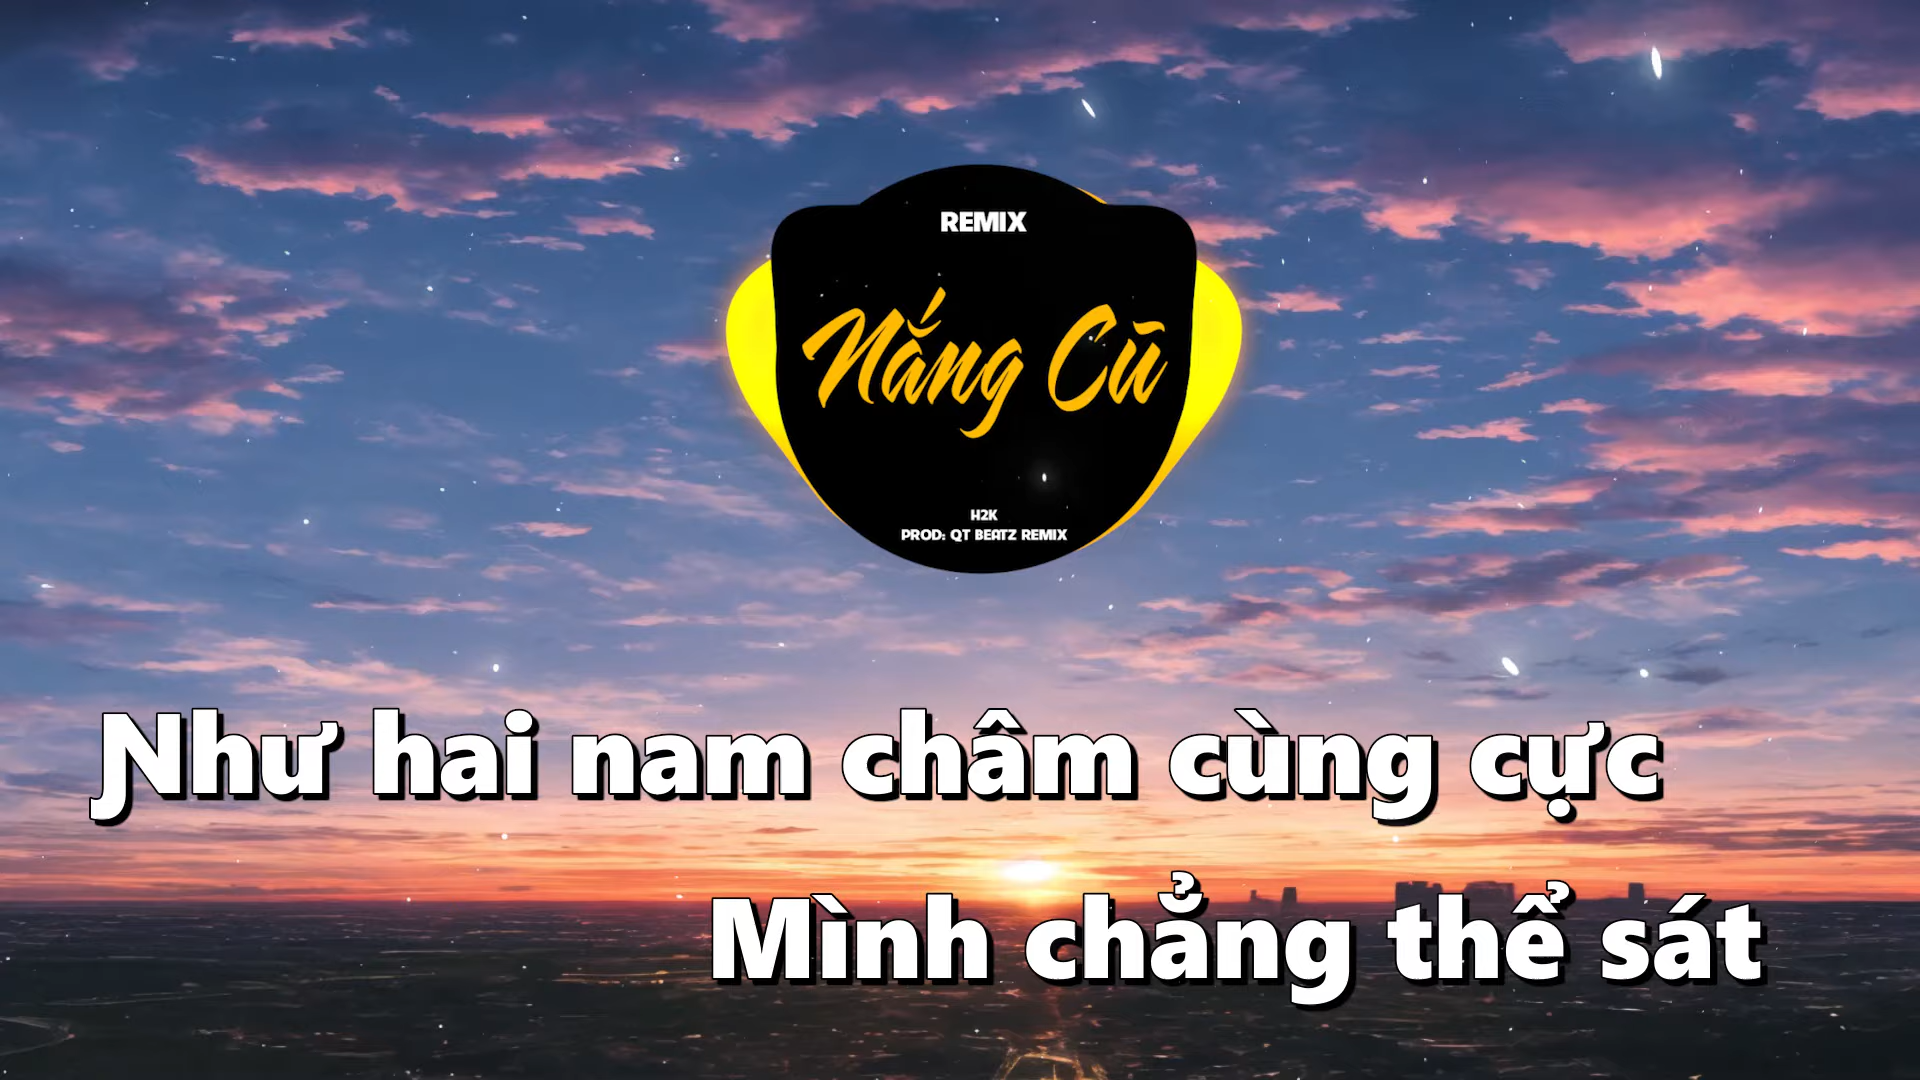 REMIX
Nắng Cũ
H2K
PROD: QT BEATZ REMIX
Như hai nam châm cùng cực
Mình chẳng thể sát